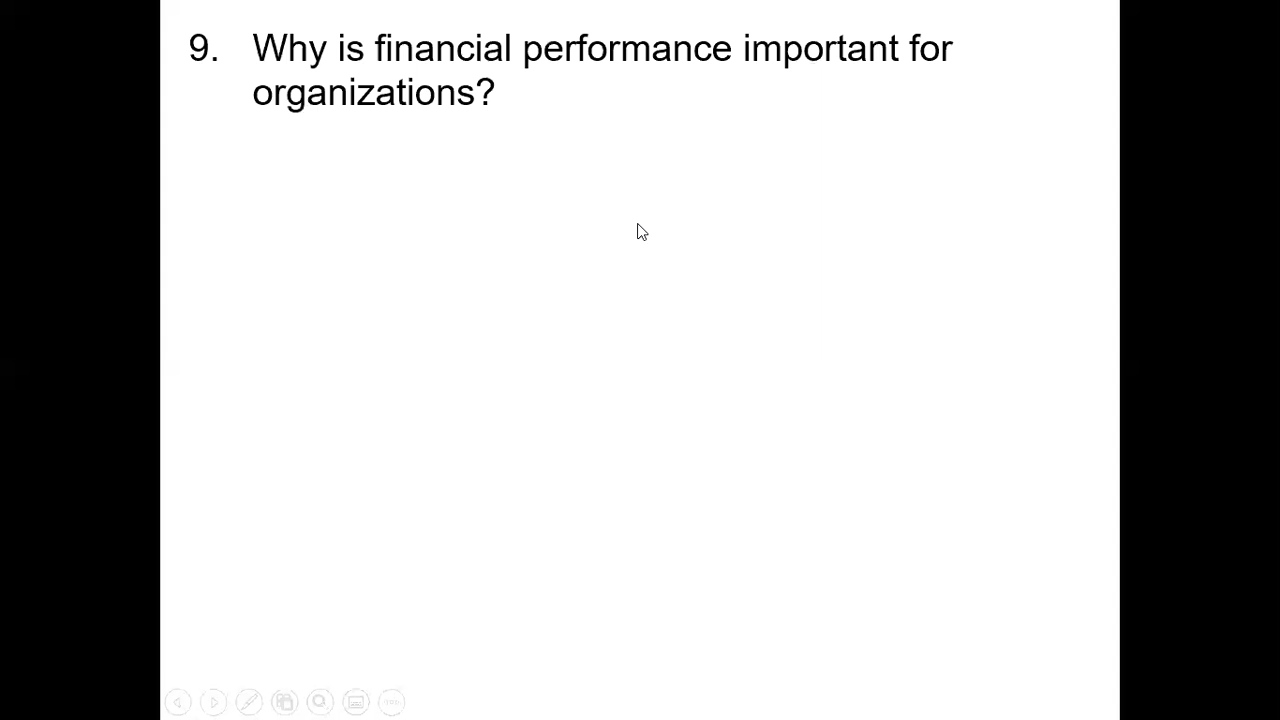 9. Why is financial performance important for
organizations?